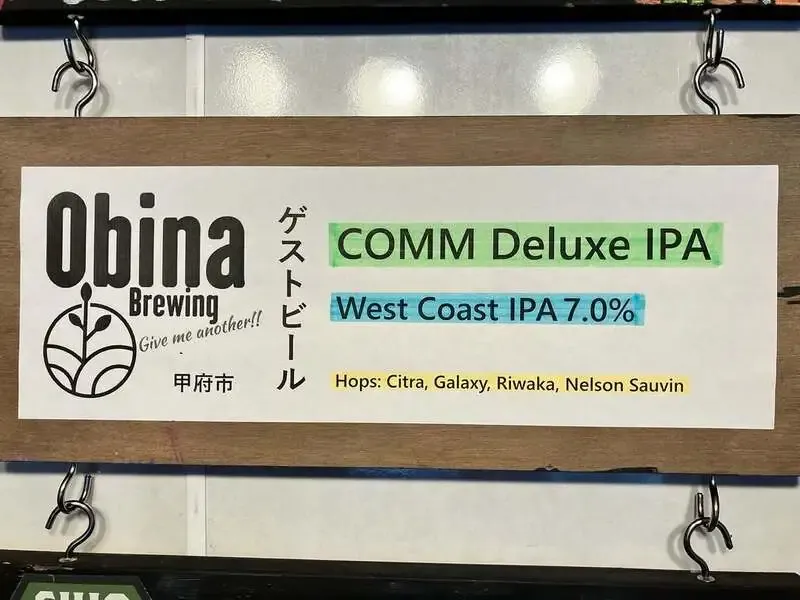 Obina
Brewing
Give me another!!
甲府市
ゲストビール
COMM Deluxe IPA
West Coast IPA 7.0%
Hops: Citra, Galaxy, Riwaka, Nelson Sauvin